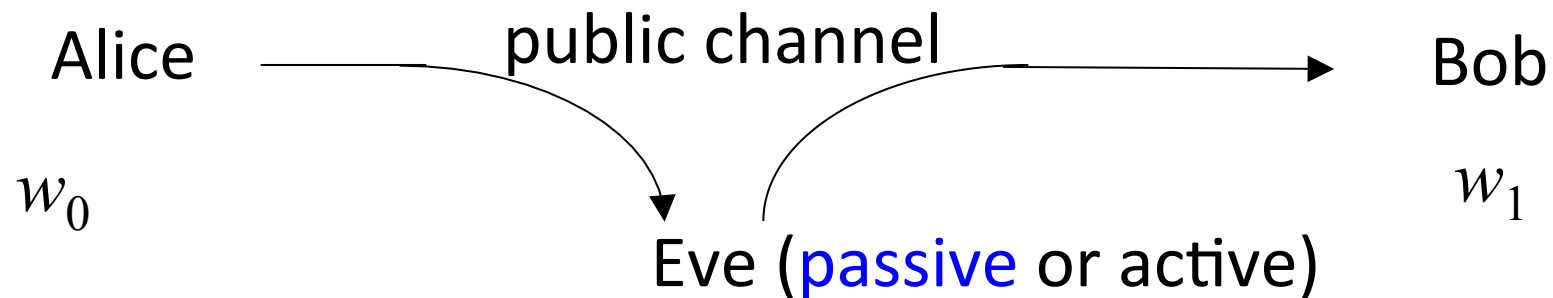 Alice public channel Bob
w₀ w₁
Eve (passive or active)